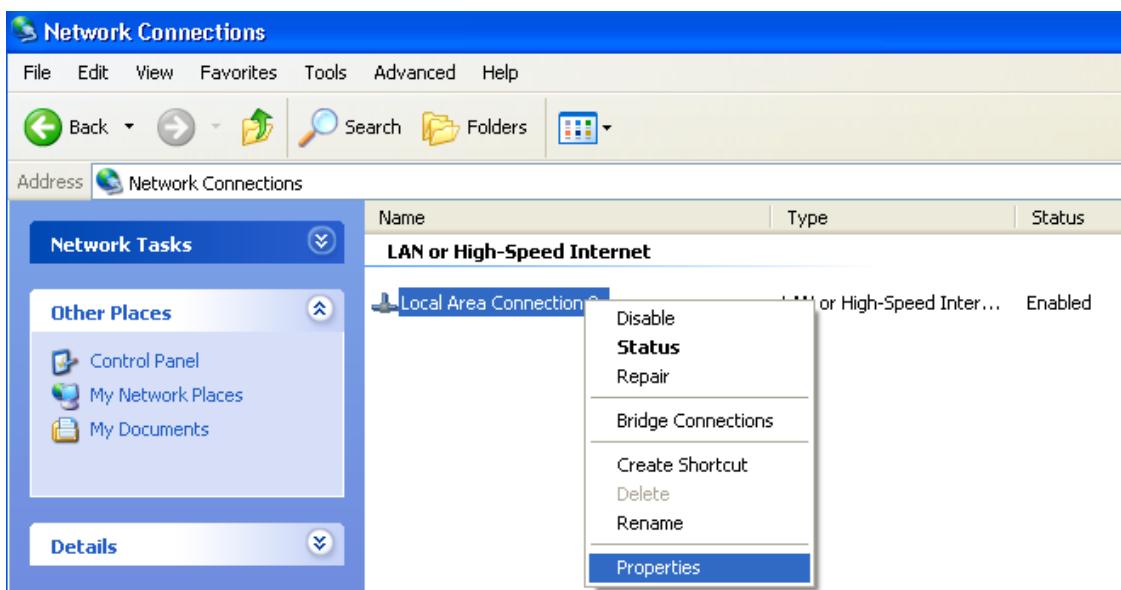 Network Connections
File Edit View Favorites Tools Advanced Help
Back Search Folders
Address Network Connections
Name Type Status
Network Tasks
LAN or High-Speed Internet
Other Places
Local Area Connection or High-Speed Inter... Enabled
Control Panel
My Network Places
My Documents
Details
Disable
Status
Repair
Bridge Connections
Create Shortcut
Delete
Rename
Properties